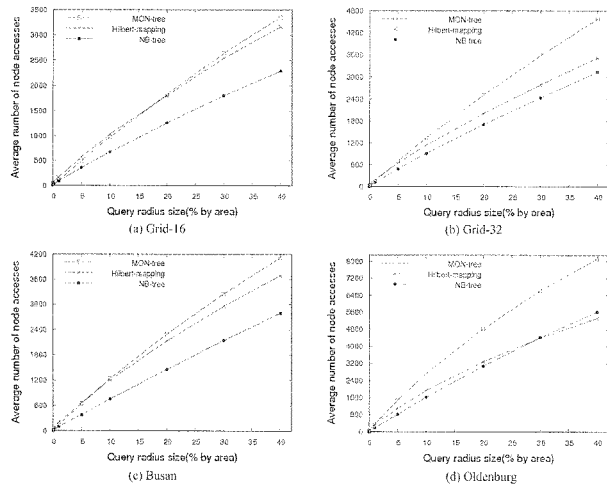 3500
3000
2500
2000
1500
1000
500
0
Average number of node accesses
MON-tree
Hilbert-mapping
NB-tree
0 5 10 20 30 40
Query radius size(% by area)
(a) Grid-16
4800
4200
3600
3000
2400
1800
1200
600
0
Average number of node accesses
MON-tree
Hilbert-mapping
NB-tree
0 5 10 20 30 40
Query radius size(% by area)
(b) Grid-32
4200
3600
3000
2400
1800
1200
600
0
Average number of node accesses
MON-tree
Hilbert-mapping
NB-tree
0 5 10 20 30 40
Query radius size(% by area)
(c) Busan
7200
6400
4800
4000
3200
2400
1600
800
0
Average number of node accesses
MON-tree
Hilbert-mapping
NB-tree
0 5 10 20 30 40
Query radius size(% by area)
(d) Oldenburg